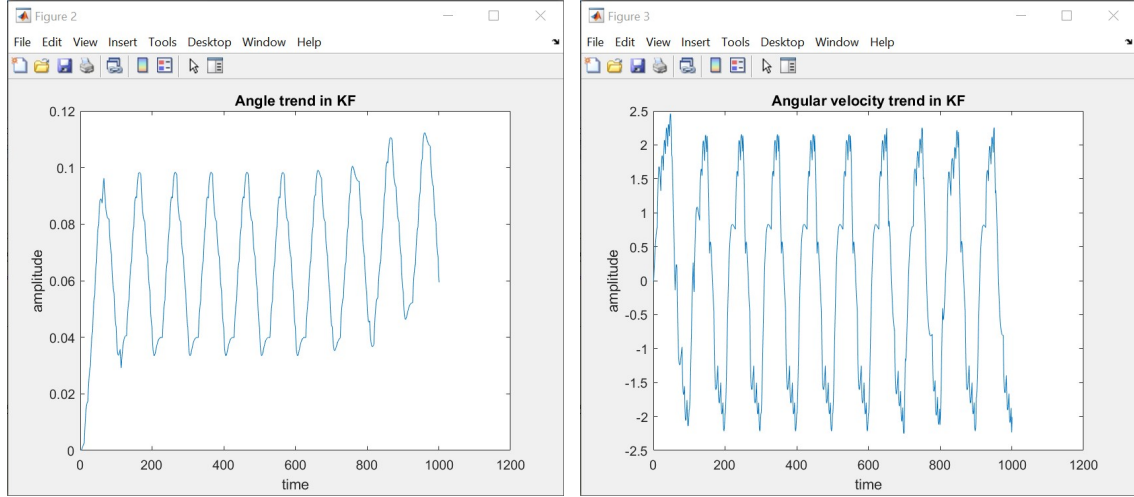 Figure 2
File Edit View Insert Tools Desktop Window Help
Angle trend in KF
0.12
0.1
0.08
0.06
0.04
0.02
0
amplitude
0 200 400 600 800 1000 1200
time
Figure 3
File Edit View Insert Tools Desktop Window Help
Angular velocity trend in KF
2.5
2
1.5
1
0.5
0
-0.5
-1
-1.5
-2
-2.5
amplitude
0 200 400 600 800 1000 1200
time